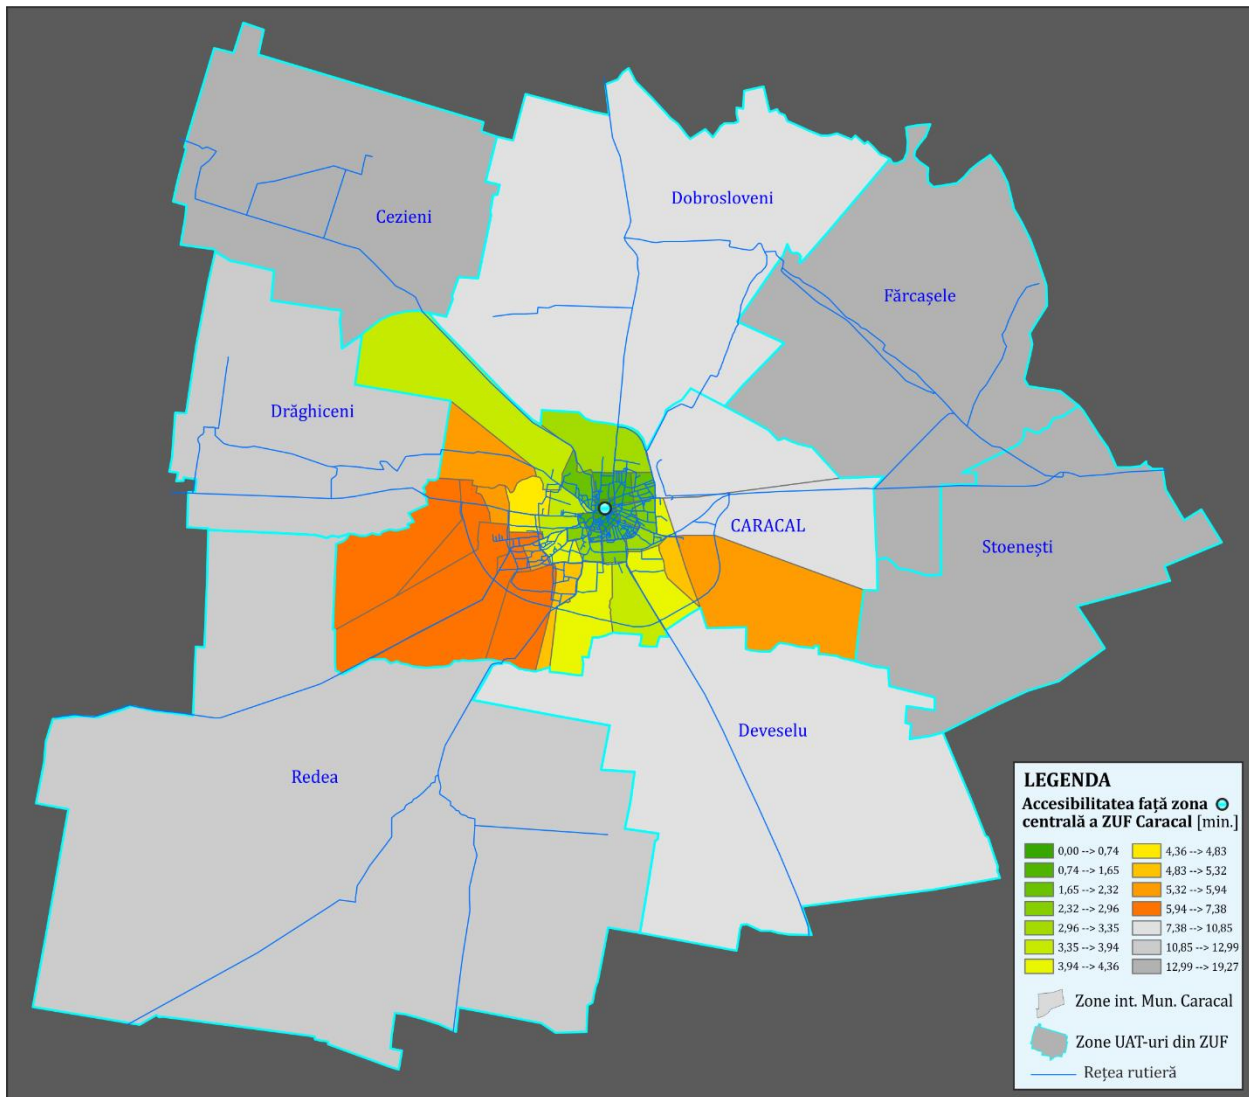 Dobrosloveni
Cezieni
Fărcașele
Drăghiceni
CARACAL
Stoenești
Deveselu
Redea
LEGENDA
Accesibilitatea față zona
centrală a ZUF Caracal [min.]
0,00 --> 0,74
0,74 --> 1,65
1,65 --> 2,32
2,32 --> 2,96
2,96 --> 3,35
3,35 --> 3,94
3,94 --> 4,36
4,36 --> 4,83
4,83 --> 5,32
5,32 --> 5,94
5,94 --> 7,38
7,38 --> 10,85
10,85 --> 12,99
12,99 --> 19,27
Zone int. Mun. Caracal
Zone UAT-uri din ZUF
Rețea rutieră